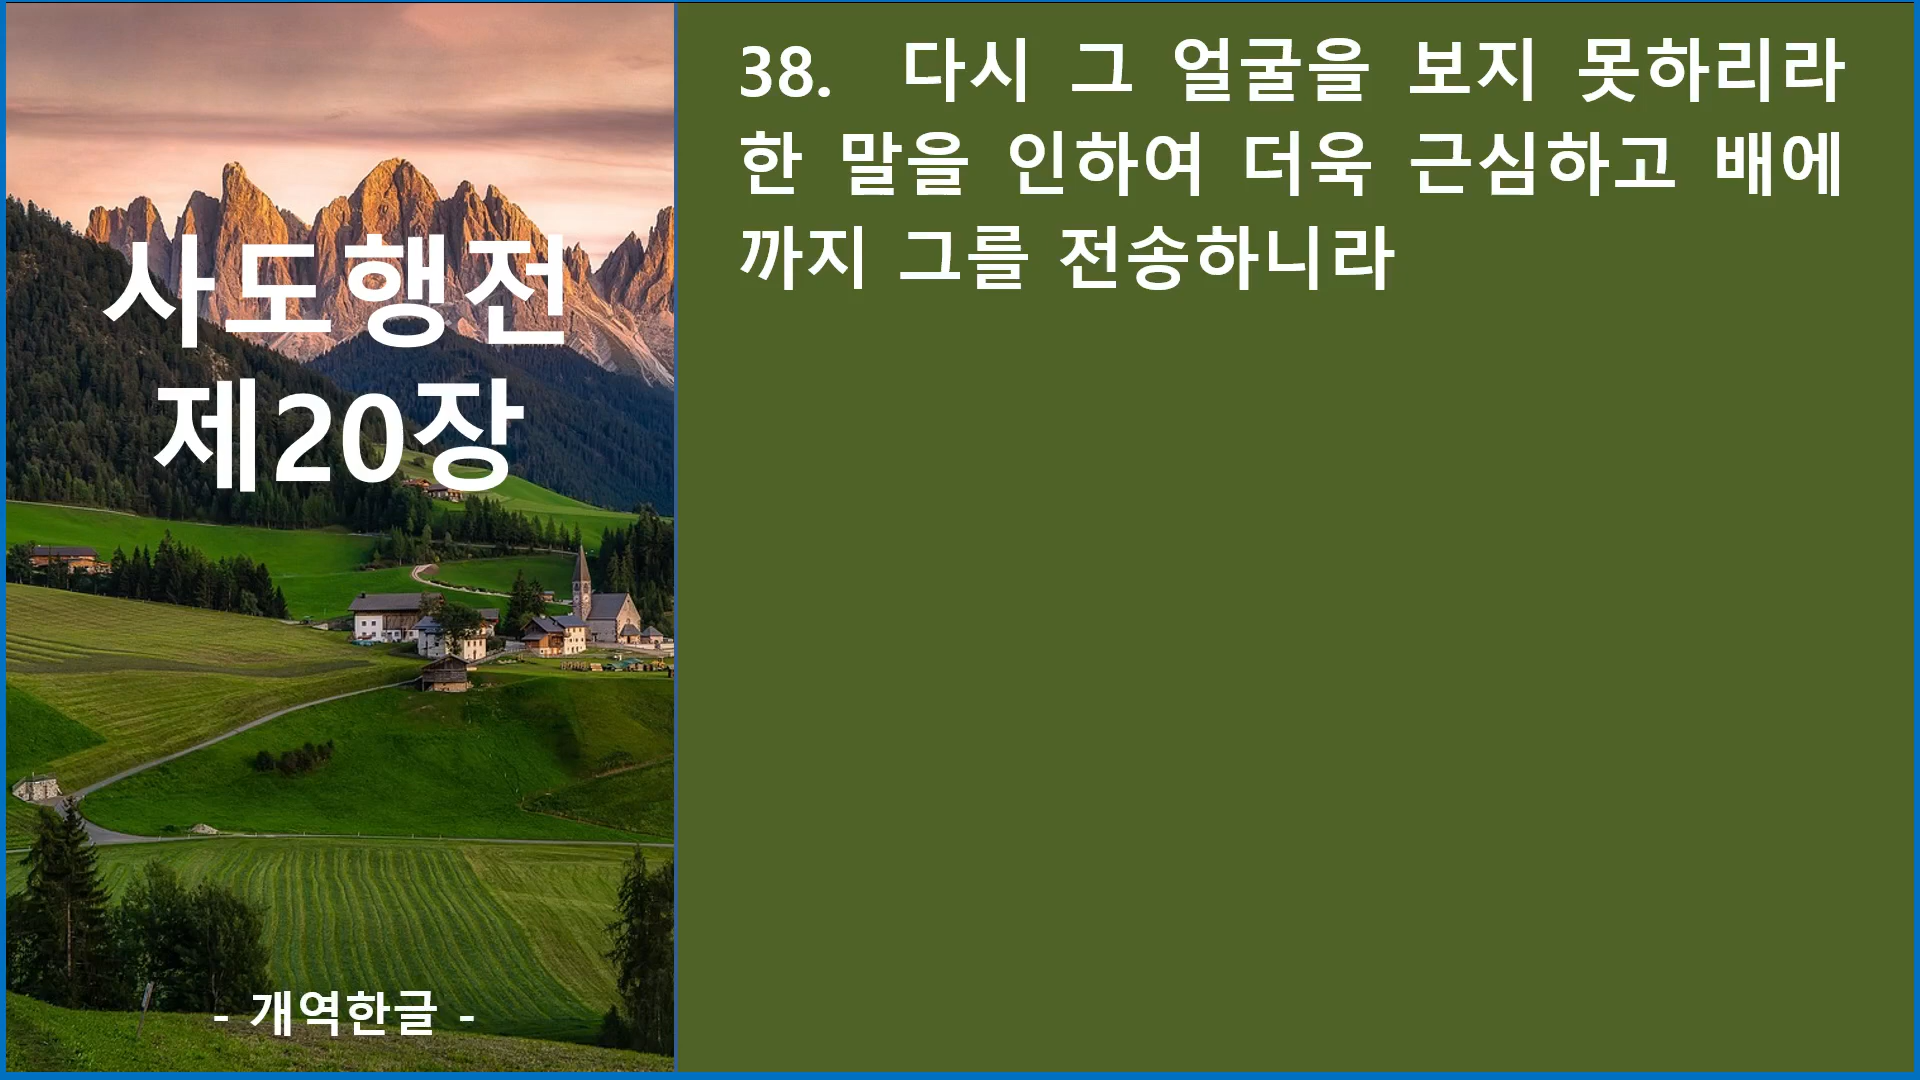 사도행전
제20장
- 개역한글 -
38. 다시 그 얼굴을 보지 못하리라
한 말을 인하여 더욱 근심하고 배에
까지 그를 전송하니라